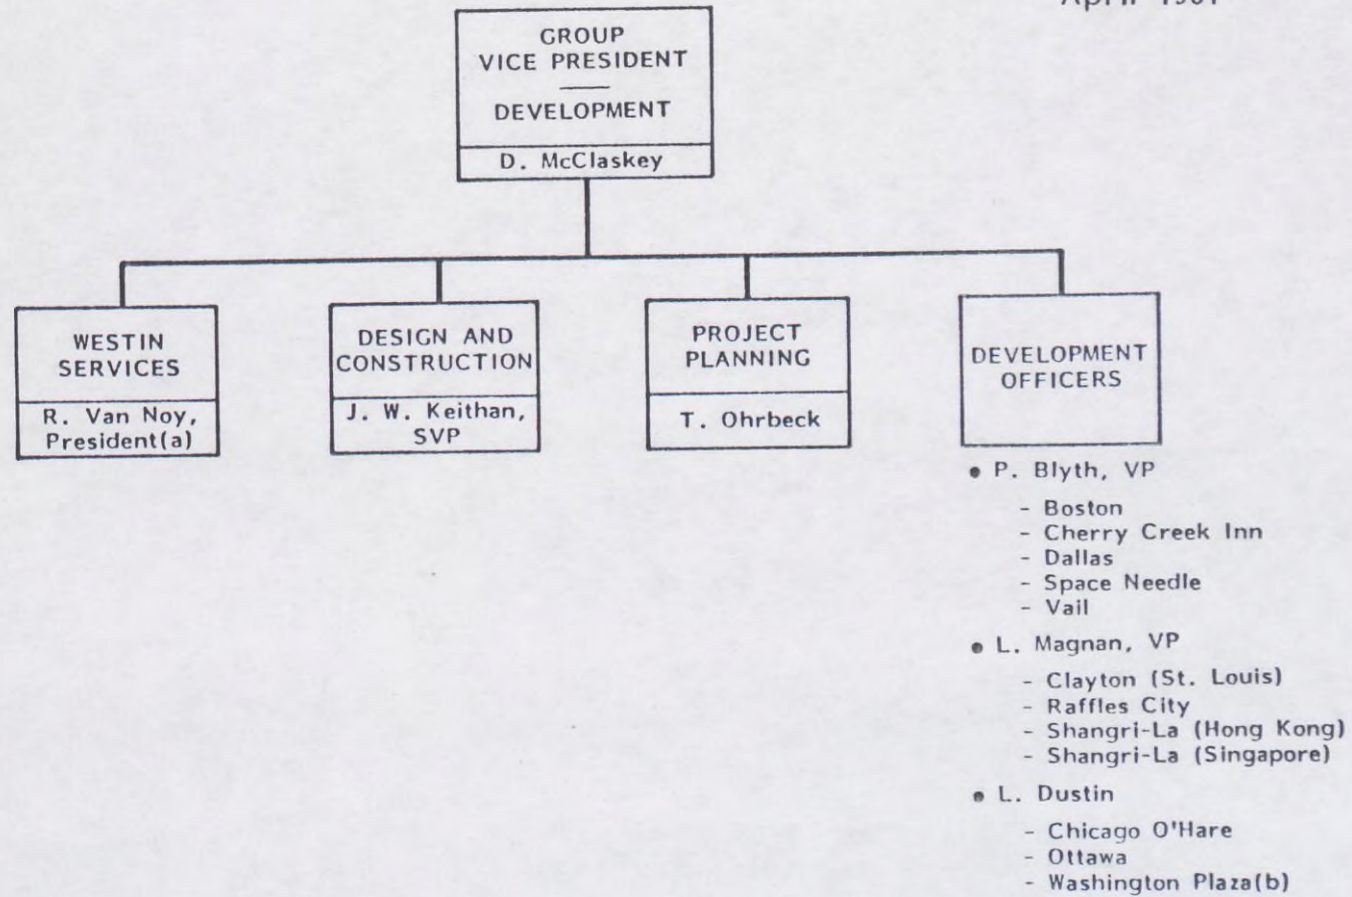 GROUP
VICE PRESIDENT
DEVELOPMENT
D. McClaskey
WESTIN
SERVICES
R. Van Noy,
President(a)
DESIGN AND
CONSTRUCTION
J. W. Keithan,
SVP
PROJECT
PLANNING
T. Ohrbeck
DEVELOPMENT
OFFICERS
• P. Blyth, VP
- Boston
- Cherry Creek Inn
- Dallas
- Space Needle
- Vail
• L. Magnan, VP
- Clayton (St. Louis)
- Raffles City
- Shangri-La (Hong Kong)
- Shangri-La (Singapore)
• L. Dustin
- Chicago O'Hare
- Ottawa
- Washington Plaza(b)